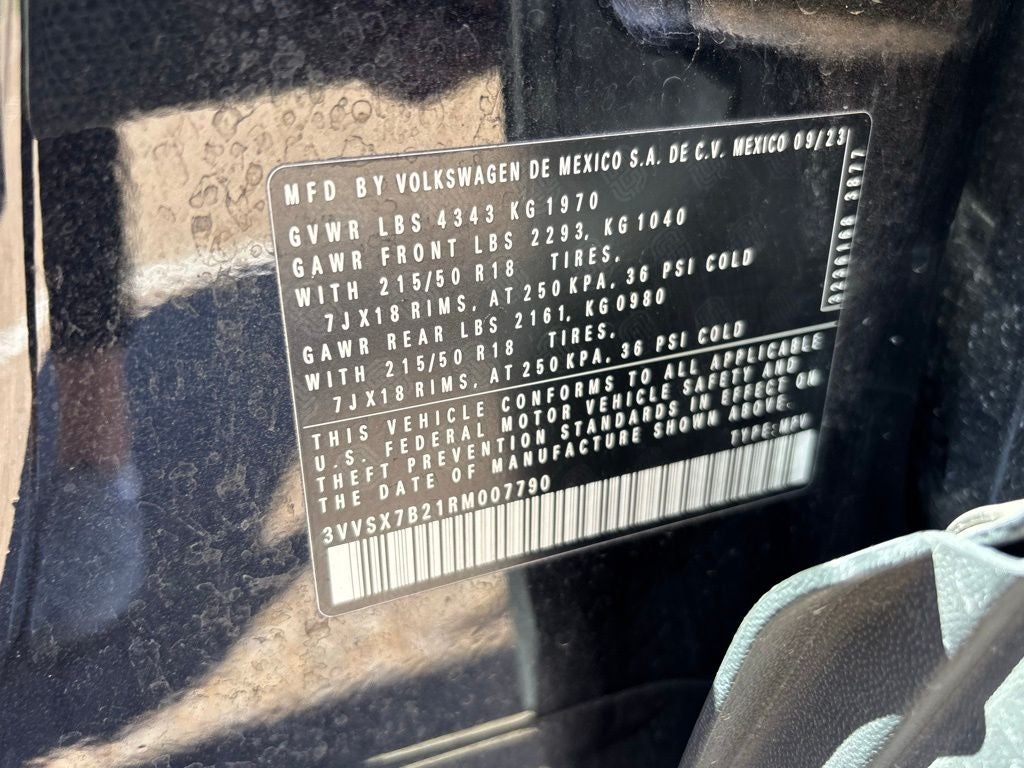 MFD BY VOLKSWAGEN DE MEXICO S.A. DE C.V. MEXICO 09/23
GVWR LBS 4343 KG 1970
GAWR FRONT LBS 2293, KG 1040
WITH 215/50 R18 TIRES,
7JX18 RIMS, AT 250 KPA, 36 PSI COLD
GAWR REAR LBS 2161, KG0980
WITH 215/50 R18 TIRES,
7JX18 RIMS, AT 250 KPA, 36 PSI COLD
THIS VEHICLE CONFORMS TO ALL APPLICABLE
U.S. FEDERAL MOTOR VEHICLE SAFETY AND
THEFT PREVENTION STANDARDS IN EFFECT ON
THE DATE OF MANUFACTURE SHOWN ABOVE.
3VVSX7B21RM007790 TYPE:MPV